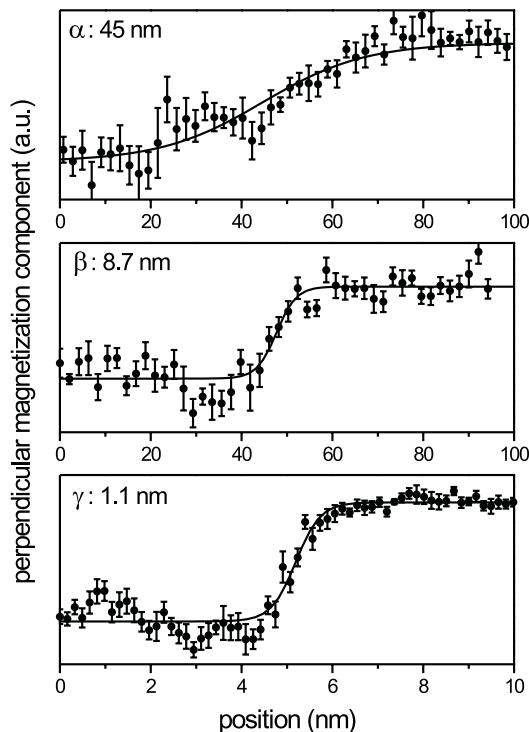 perpendicular magnetization component (a.u.)
α: 45 nm
0 20 40 60 80 100
β: 8.7 nm
0 20 40 60 80 100
γ: 1.1 nm
0 2 4 6 8 10
position (nm)